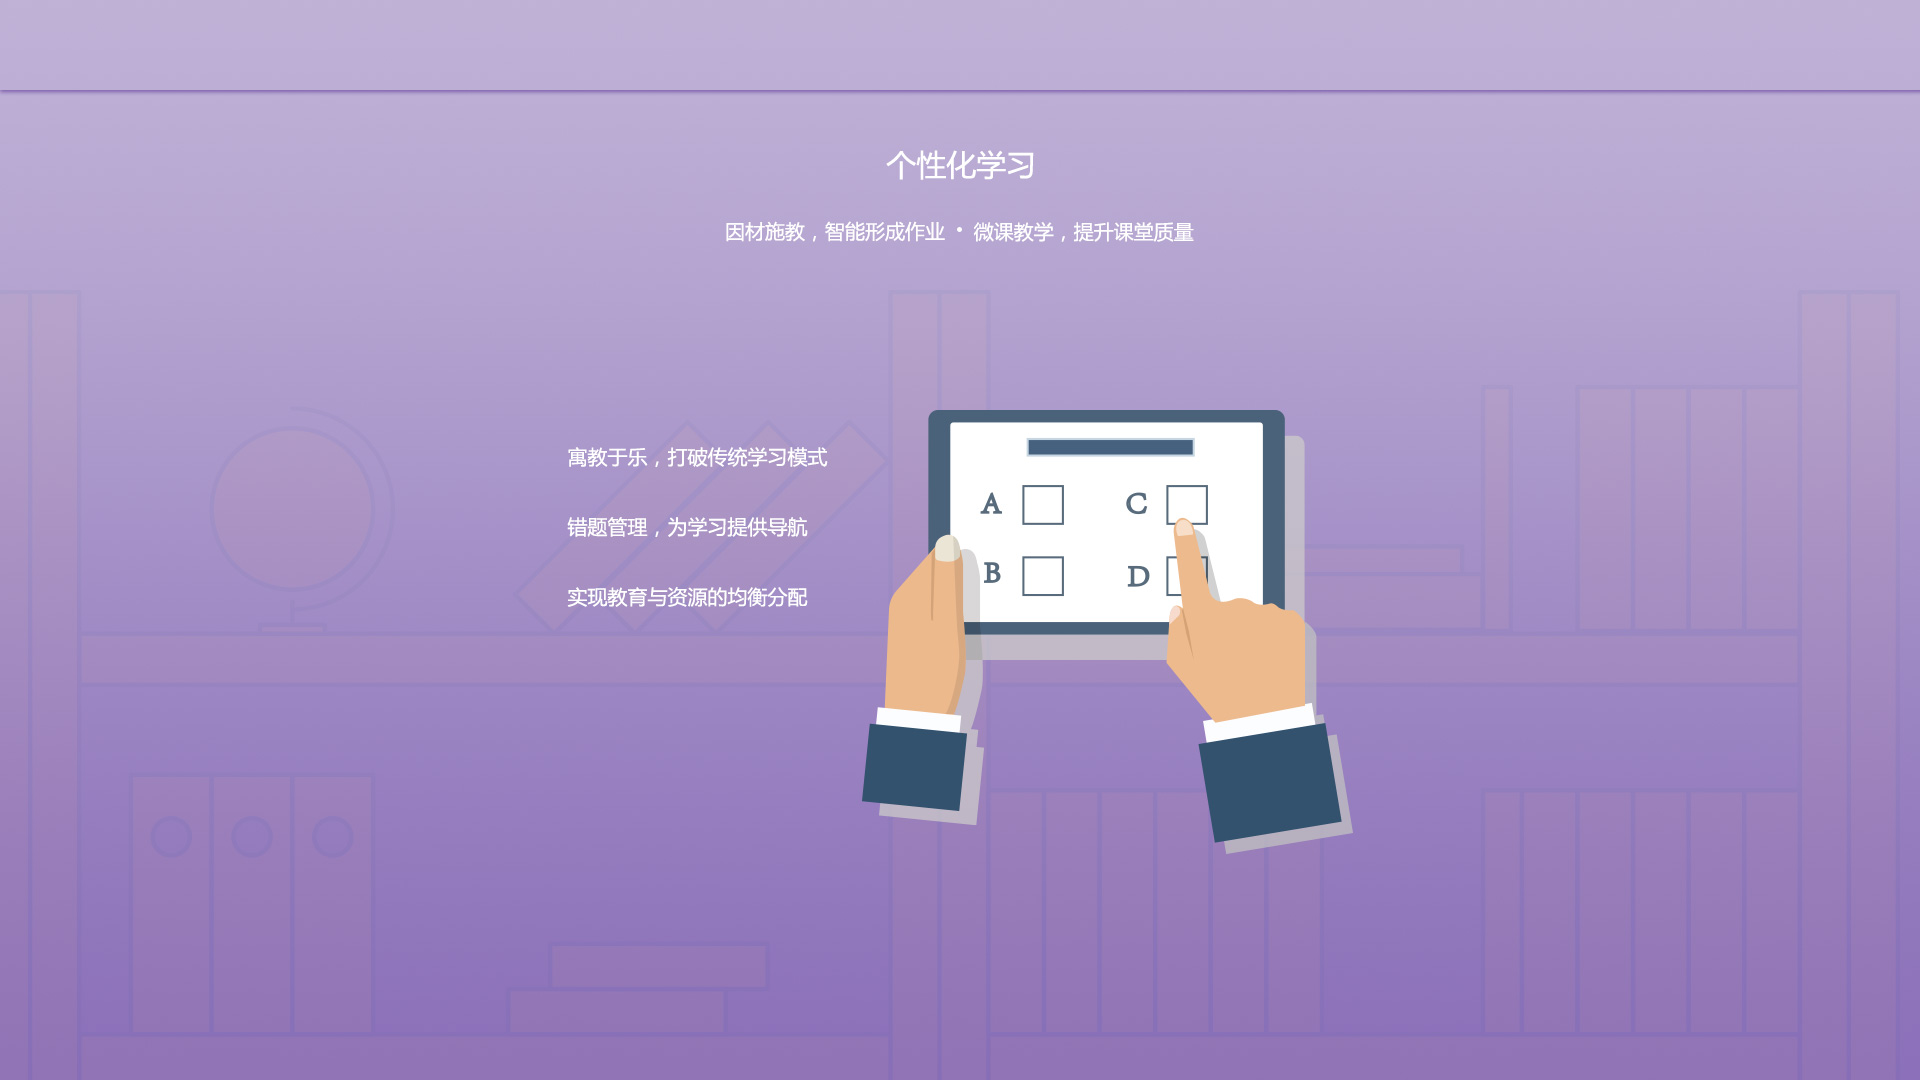 个性化学习
因材施教，智能形成作业 • 微课教学，提升课堂质量
寓教于乐，打破传统学习模式
错题管理，为学习提供导航
实现教育与资源的均衡分配
A
C
B
D